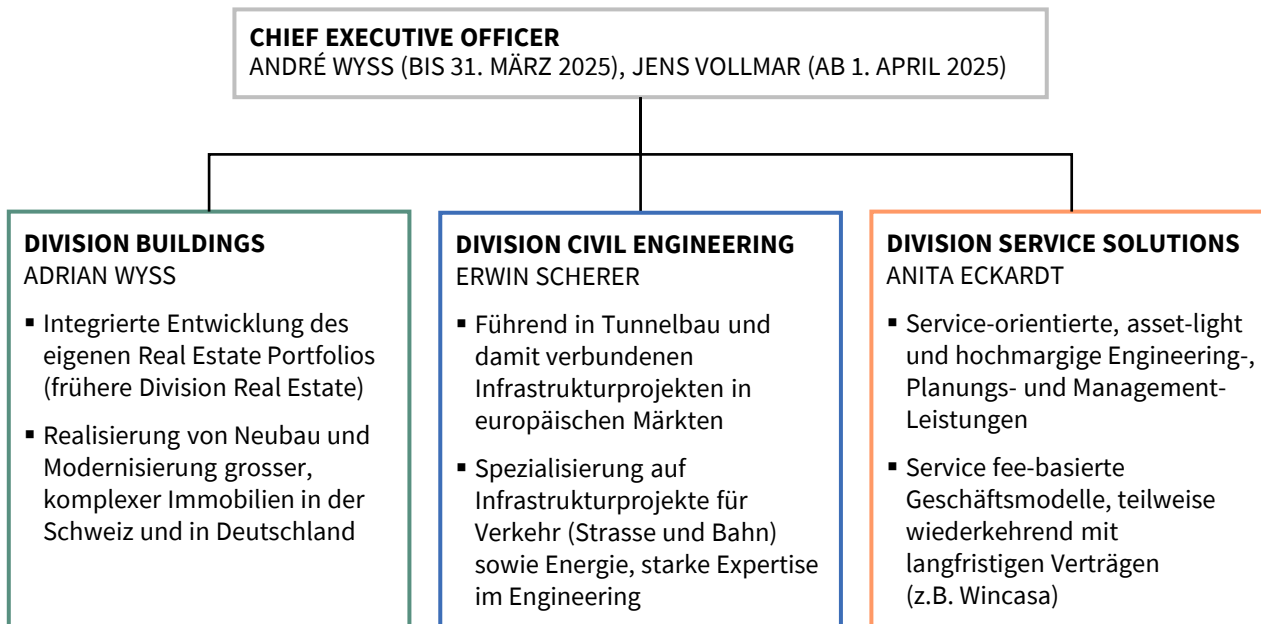 CHIEF EXECUTIVE OFFICER
ANDRÉ WYSS (BIS 31. MÄRZ 2025), JENS VOLLMAR (AB 1. APRIL 2025)
DIVISION BUILDINGS
ADRIAN WYSS
▪ Integrierte Entwicklung des
eigenen Real Estate Portfolios
(frühere Division Real Estate)
▪ Realisierung von Neubau und
Modernisierung grosser,
komplexer Immobilien in der
Schweiz und in Deutschland
DIVISION CIVIL ENGINEERING
ERWIN SCHERER
▪ Führend in Tunnelbau und
damit verbundenen
Infrastrukturprojekten in
europäischen Märkten
▪ Spezialisierung auf
Infrastrukturprojekte für
Verkehr (Strasse und Bahn)
sowie Energie, starke Expertise
im Engineering
DIVISION SERVICE SOLUTIONS
ANITA ECKARDT
▪ Service-orientierte, asset-light
und hochmargige Engineering-,
Planungs- und Management-
Leistungen
▪ Service fee-basierte
Geschäftsmodelle, teilweise
wiederkehrend mit
langfristigen Verträgen
(z.B. Wincasa)